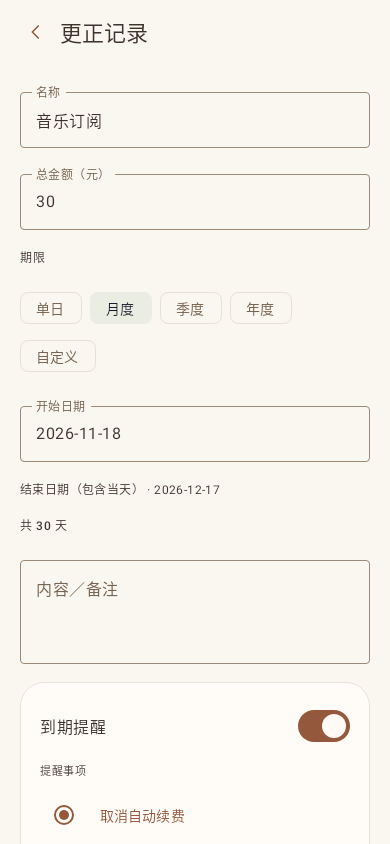 更正记录
名称
音乐订阅
总金额（元）
30
期限
单日 月度 季度 年度
自定义
开始日期
2026-11-18
结束日期（包含当天） · 2026-12-17
共 30 天
内容／备注
到期提醒
提醒事项
取消自动续费